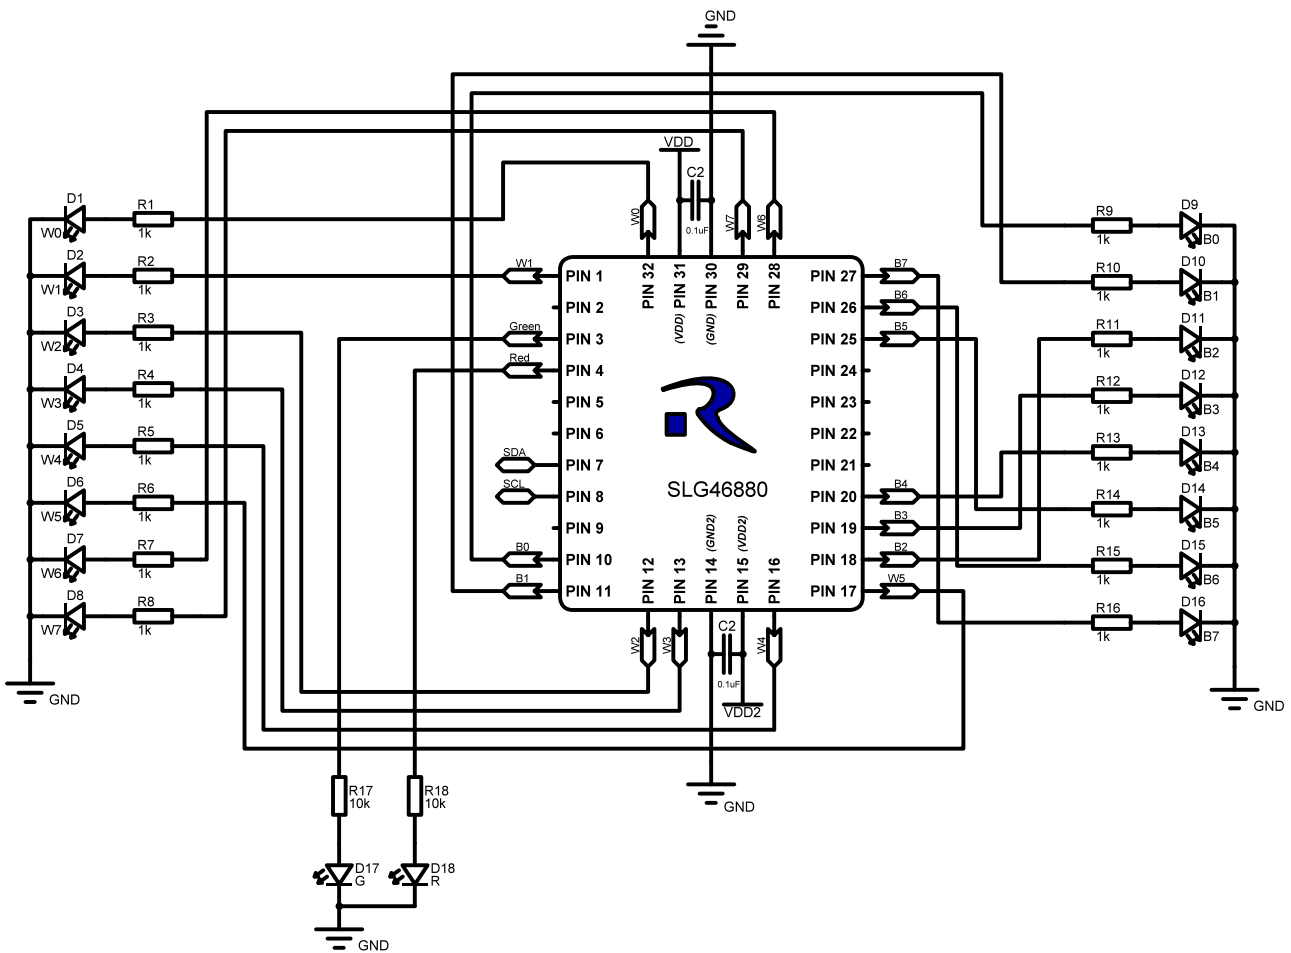 GND
VDD
C2
0.1uF
W0
W7
W6
D1
W0
R1
1k
D2
W1
R2
1k
D3
W2
R3
1k
D4
W3
R4
1k
D5
W4
R5
1k
D6
W5
R6
1k
D7
W6
R7
1k
D8
W7
R8
1k
GND
W1
Green
Red
SDA
SCL
B0
B1
PIN 1
PIN 2
PIN 3
PIN 4
PIN 5
PIN 6
PIN 7
PIN 8
PIN 9
PIN 10
PIN 11
PIN 32
PIN 31
(VDD)
PIN 30
(GND)
PIN 29
PIN 28
SLG46880
PIN 12
PIN 13
PIN 14
(GND2)
PIN 15
(VDD2)
PIN 16
PIN 27
PIN 26
PIN 25
PIN 24
PIN 23
PIN 22
PIN 21
PIN 20
PIN 19
PIN 18
PIN 17
B7
B6
B5
B4
B3
B2
W5
W2
W3
W4
C2
0.1uF
VDD2
GND
R9
1k
D9
B0
R10
1k
D10
B1
R11
1k
D11
B2
R12
1k
D12
B3
R13
1k
D13
B4
R14
1k
D14
B5
R15
1k
D15
B6
R16
1k
D16
B7
GND
R17
10k
R18
10k
D17
G
D18
R
GND